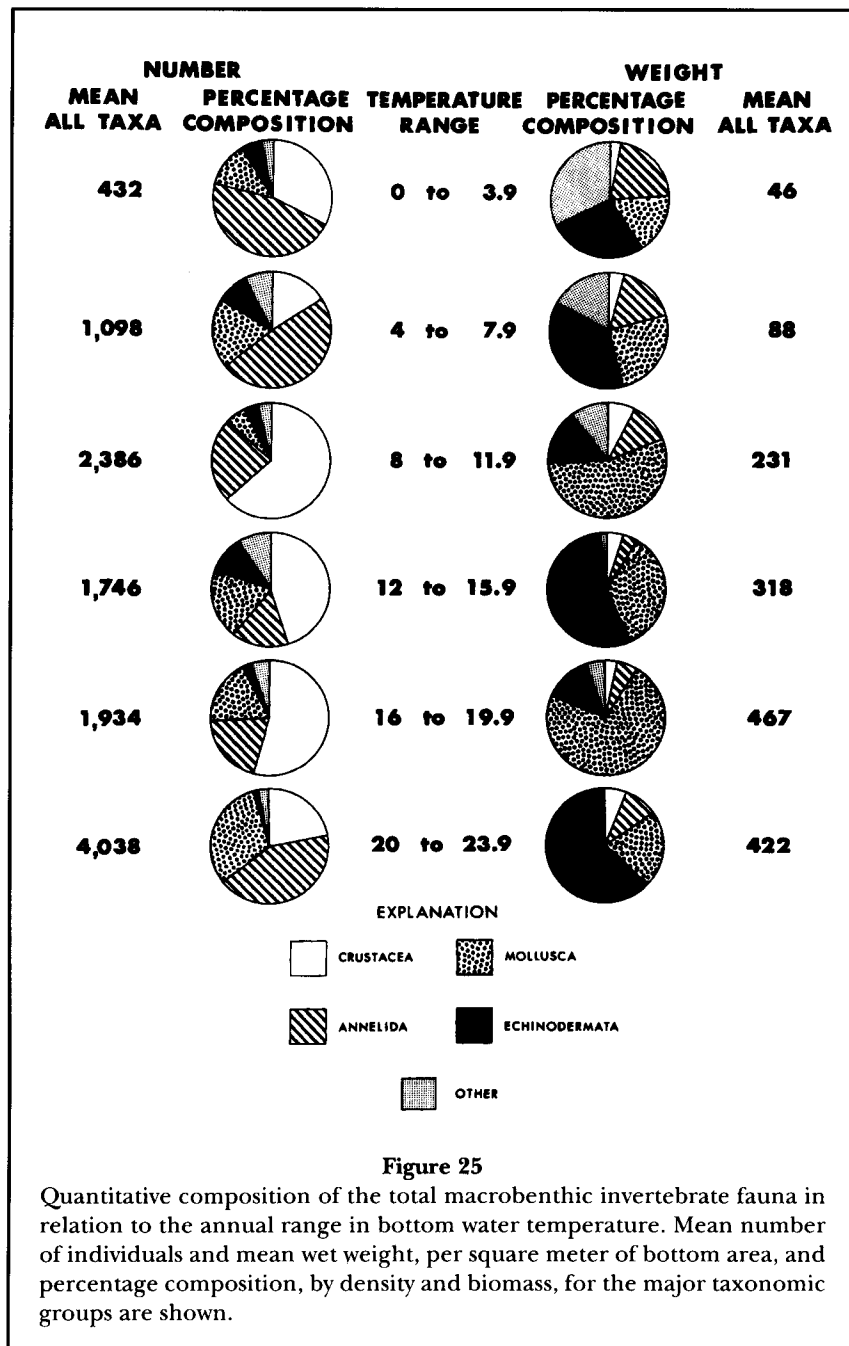 NUMBER WEIGHT
MEAN PERCENTAGE TEMPERATURE PERCENTAGE MEAN
ALL TAXA COMPOSITION RANGE COMPOSITION ALL TAXA
432 0 to 3.9 46
1,098 4 to 7.9 88
2,386 8 to 11.9 231
1,746 12 to 15.9 318
1,934 16 to 19.9 467
4,038 20 to 23.9 422
EXPLANATION
CRUSTACEA MOLLUSCA
ANNELIDA ECHINODERMATA
OTHER
Figure 25
Quantitative composition of the total macrobenthic invertebrate fauna in
relation to the annual range in bottom water temperature. Mean number
of individuals and mean wet weight, per square meter of bottom area, and
percentage composition, by density and biomass, for the major taxonomic
groups are shown.